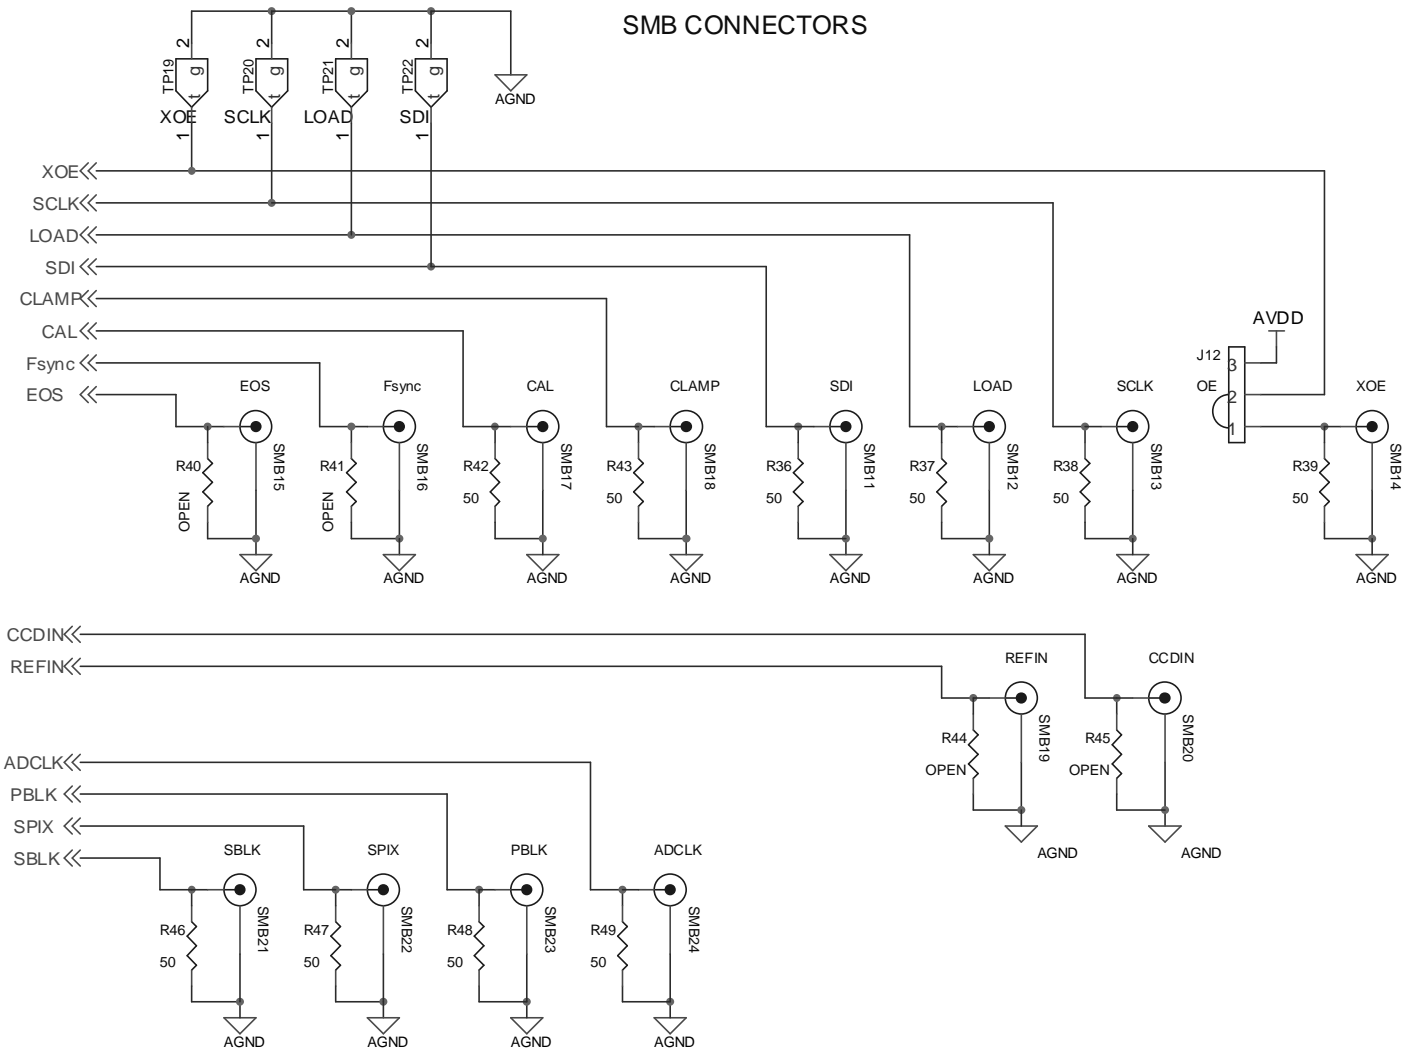 SMB CONNECTORS
2 2 2 2
TP19 g t TP20 g t TP21 g t TP22 g t
AGND
XOE SCLK LOAD SDI
1 1 1 1
XOE
SCLK
LOAD
SDI
CLAMP
CAL
Fsync
EOS
AVDD
J12 3
OE 2
1
EOS Fsync CAL CLAMP SDI LOAD SCLK XOE
SMB15 SMB16 SMB17 SMB18 SMB11 SMB12 SMB13 SMB14
R40 R41 R42 R43 R36 R37 R38 R39
OPEN OPEN 50 50 50 50 50 50
AGND AGND AGND AGND AGND AGND AGND AGND
CCDIN
REFIN
REFIN CCDIN
SMB19 SMB20
R44 R45
OPEN OPEN
AGND AGND
ADCLK
PBLK
SPIX
SBLK
SBLK SPIX PBLK ADCLK
SMB21 SMB22 SMB23 SMB24
R46 R47 R48 R49
50 50 50 50
AGND AGND AGND AGND